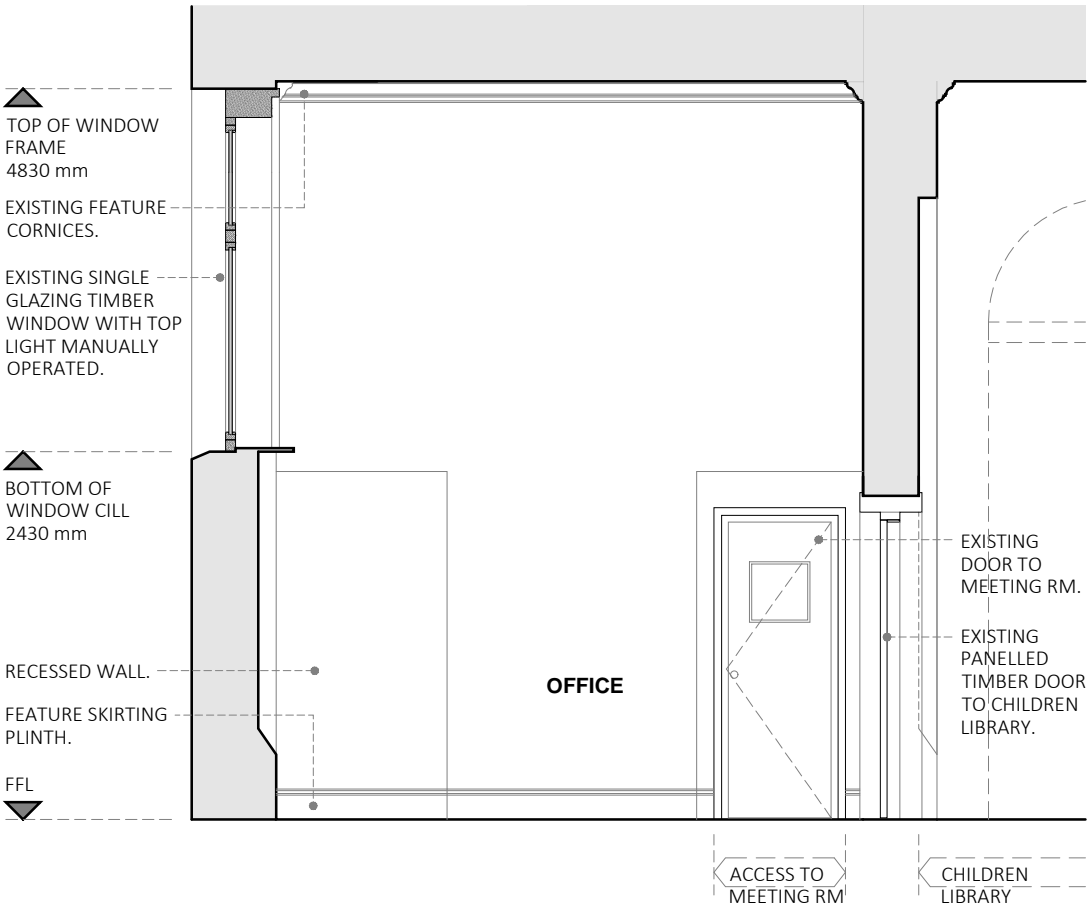 TOP OF WINDOW
FRAME
4830 mm
EXISTING FEATURE
CORNICES.
EXISTING SINGLE
GLAZING TIMBER
WINDOW WITH TOP
LIGHT MANUALLY
OPERATED.
BOTTOM OF
WINDOW CILL
2430 mm
RECESSED WALL.
FEATURE SKIRTING
PLINTH.
FFL
OFFICE
EXISTING
DOOR TO
MEETING RM.
EXISTING
PANELLED
TIMBER DOOR
TO CHILDREN
LIBRARY.
ACCESS TO
MEETING RM
CHILDREN
LIBRARY